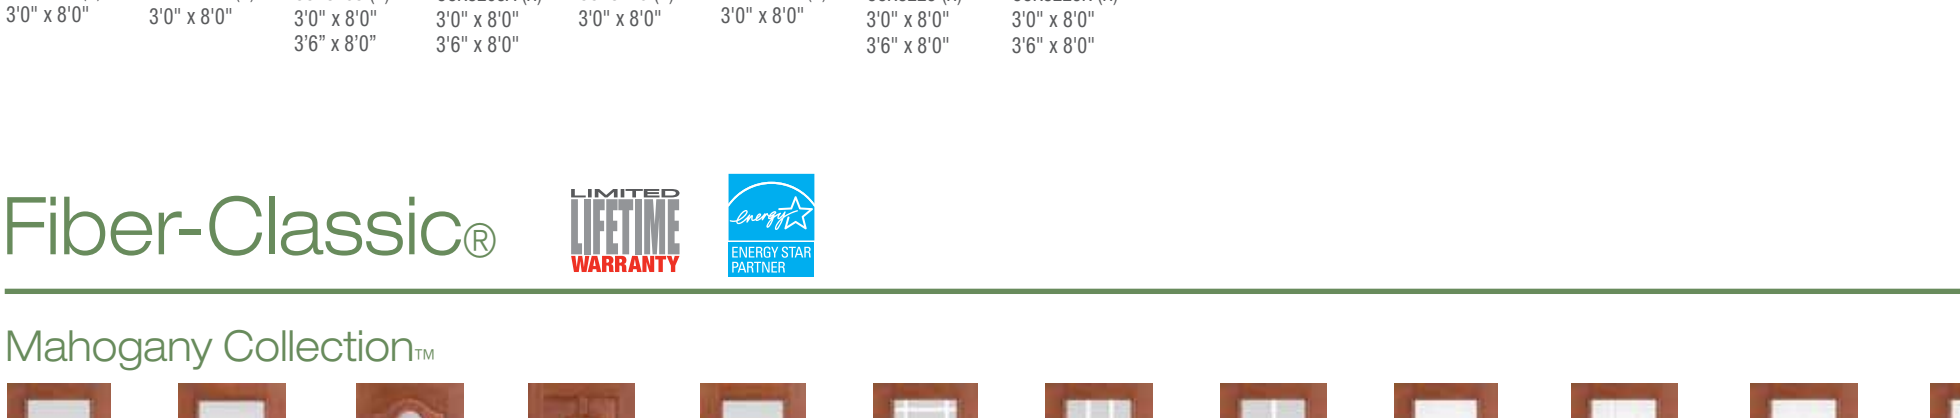 3'0" x 8'0" 3'0" x 8'0" 3'0" x 8'0" 3'0" x 8'0" 3'0" x 8'0" 3'0" x 8'0" 3'0" x 8'0" 3'0" x 8'0"
3’6” x 8’0” 3'6" x 8'0" 3'6" x 8'0" 3'6" x 8'0"
Fiber-Classic®
LIMITED
LIFETIME
WARRANTY
energy
ENERGY STAR
PARTNER
Mahogany Collection™